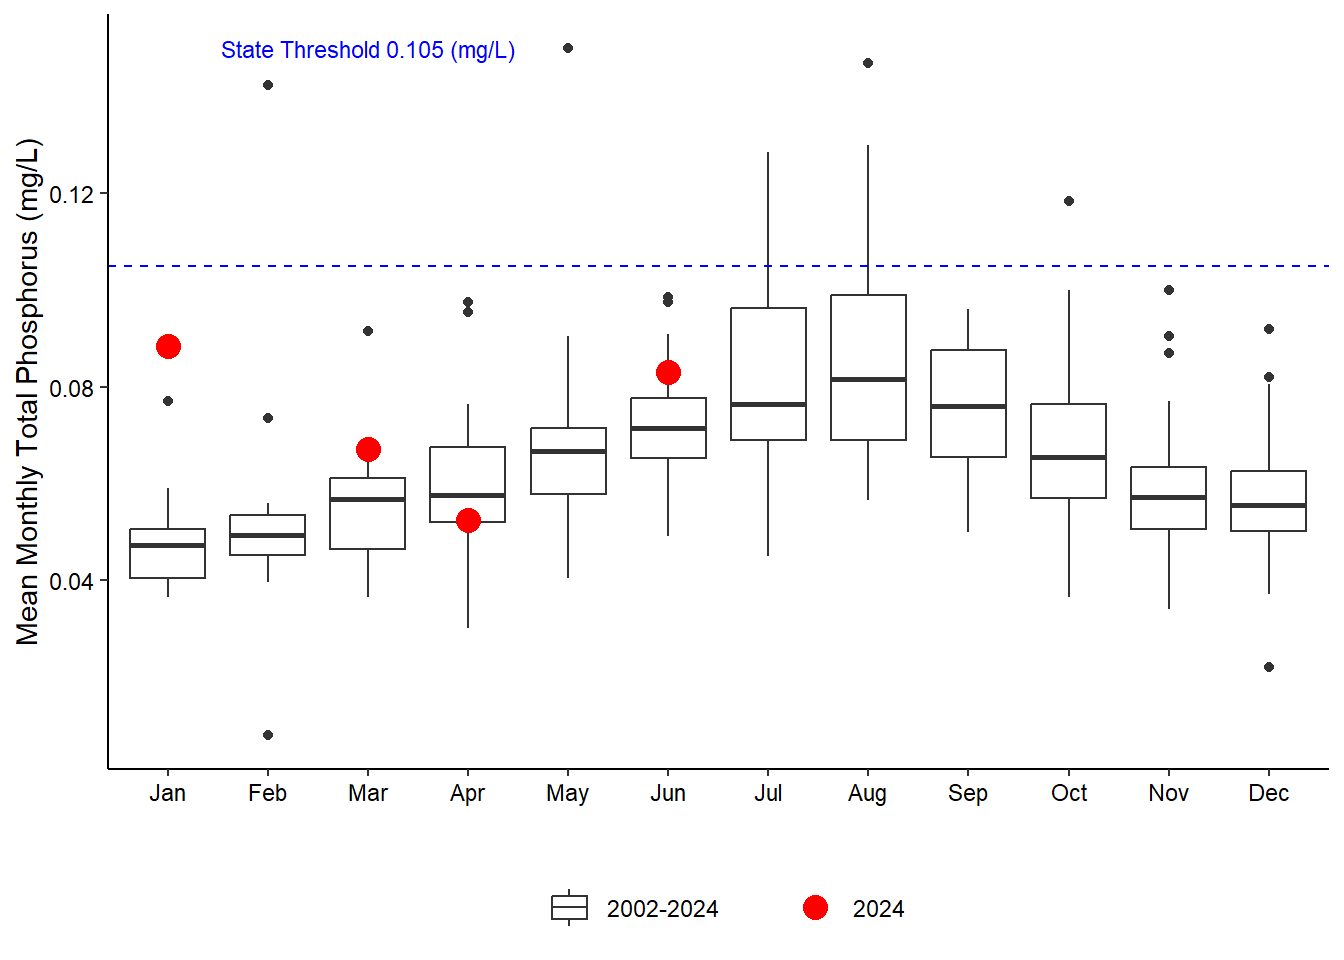 State Threshold 0.105 (mg/L)
Mean Monthly Total Phosphorus (mg/L)
0.12
0.08
0.04
Jan Feb Mar Apr May Jun Jul Aug Sep Oct Nov Dec
2002-2024 2024